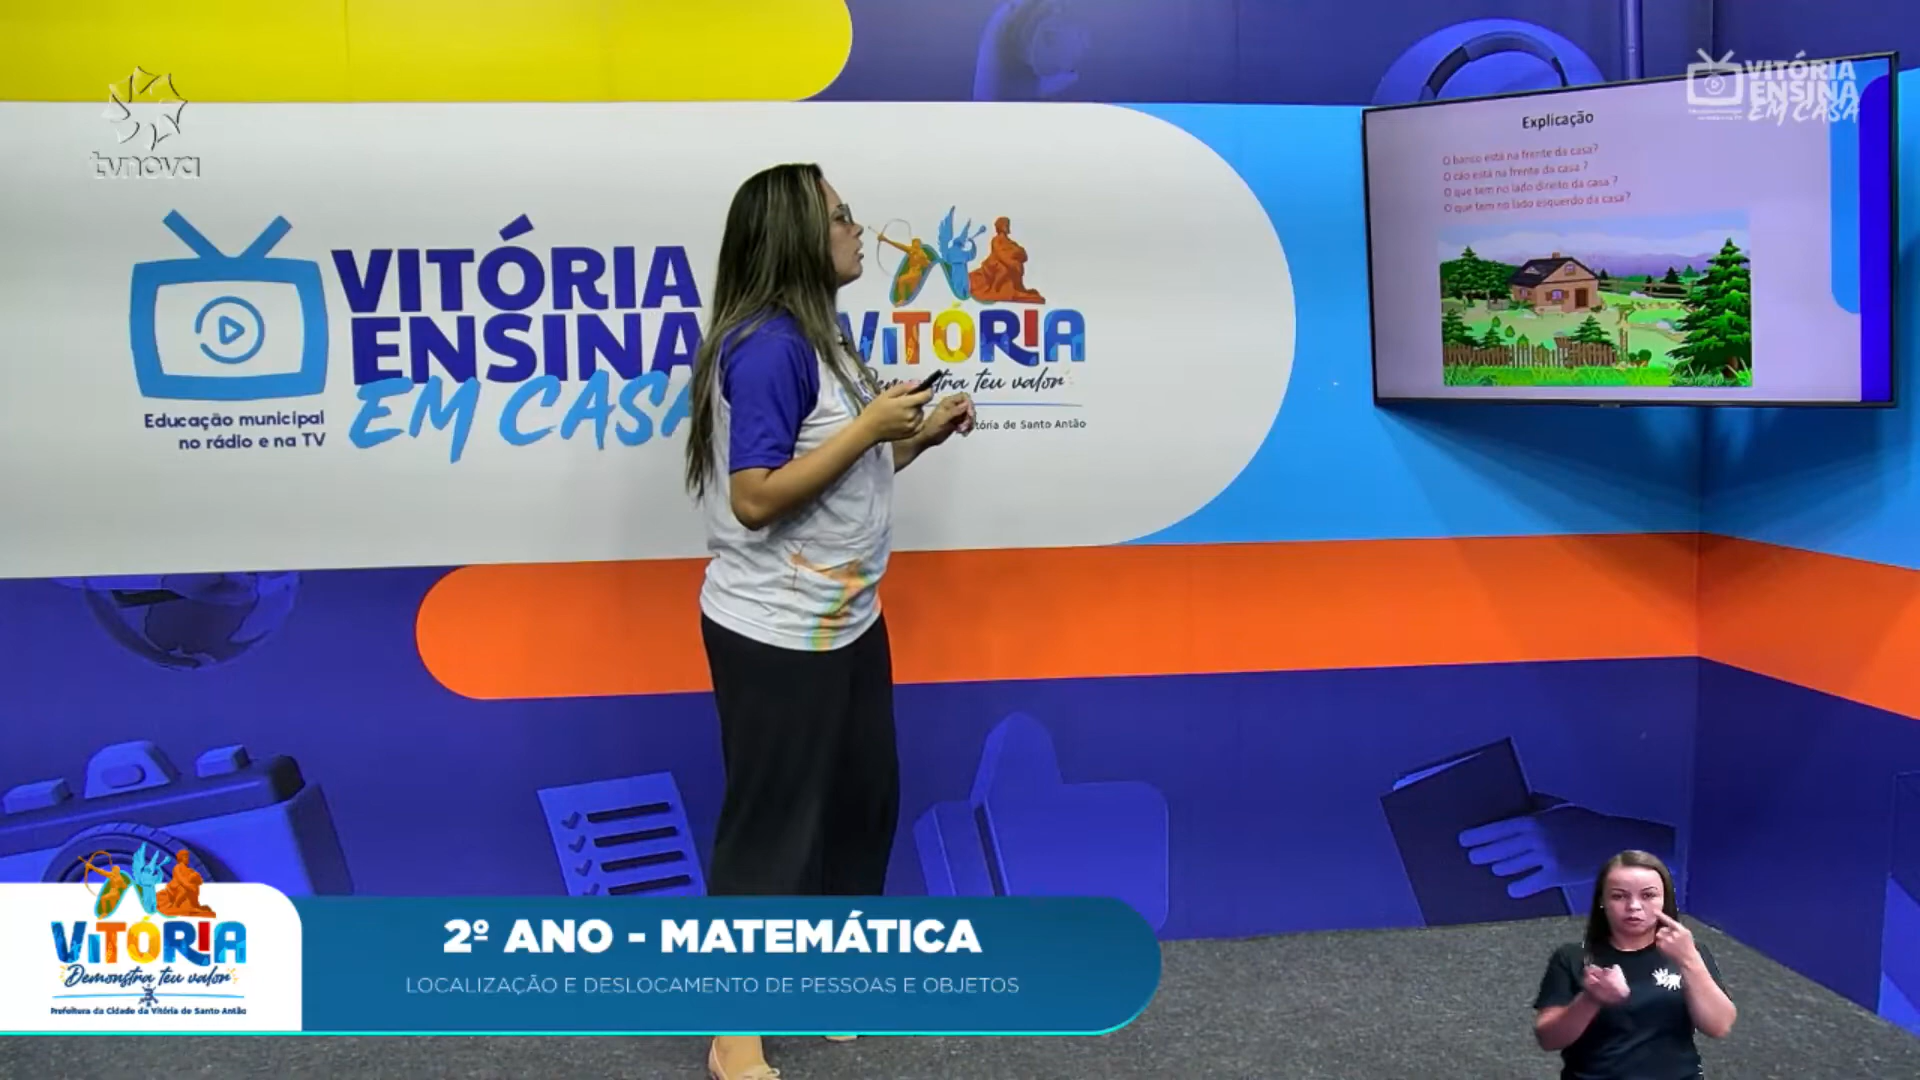 tvnova
VITÓRIA
ENSINA
EM CASA
Educação municipal
no rádio e na TV
VITÓRIA
Demonstra teu valor
tória de Santo Antão
VITÓRIA
ENSINA
EM CASA
Explicação
O banco está na frente da casa?
O cão está na frente da casa ?
O que tem no lado direito da casa ?
O que tem no lado esquerdo da casa?
2º ANO - MATEMÁTICA
LOCALIZAÇÃO E DESLOCAMENTO DE PESSOAS E OBJETOS
VITÓRIA
Demonstra teu valor
Prefeitura da Cidade da Vitória de Santo Antão